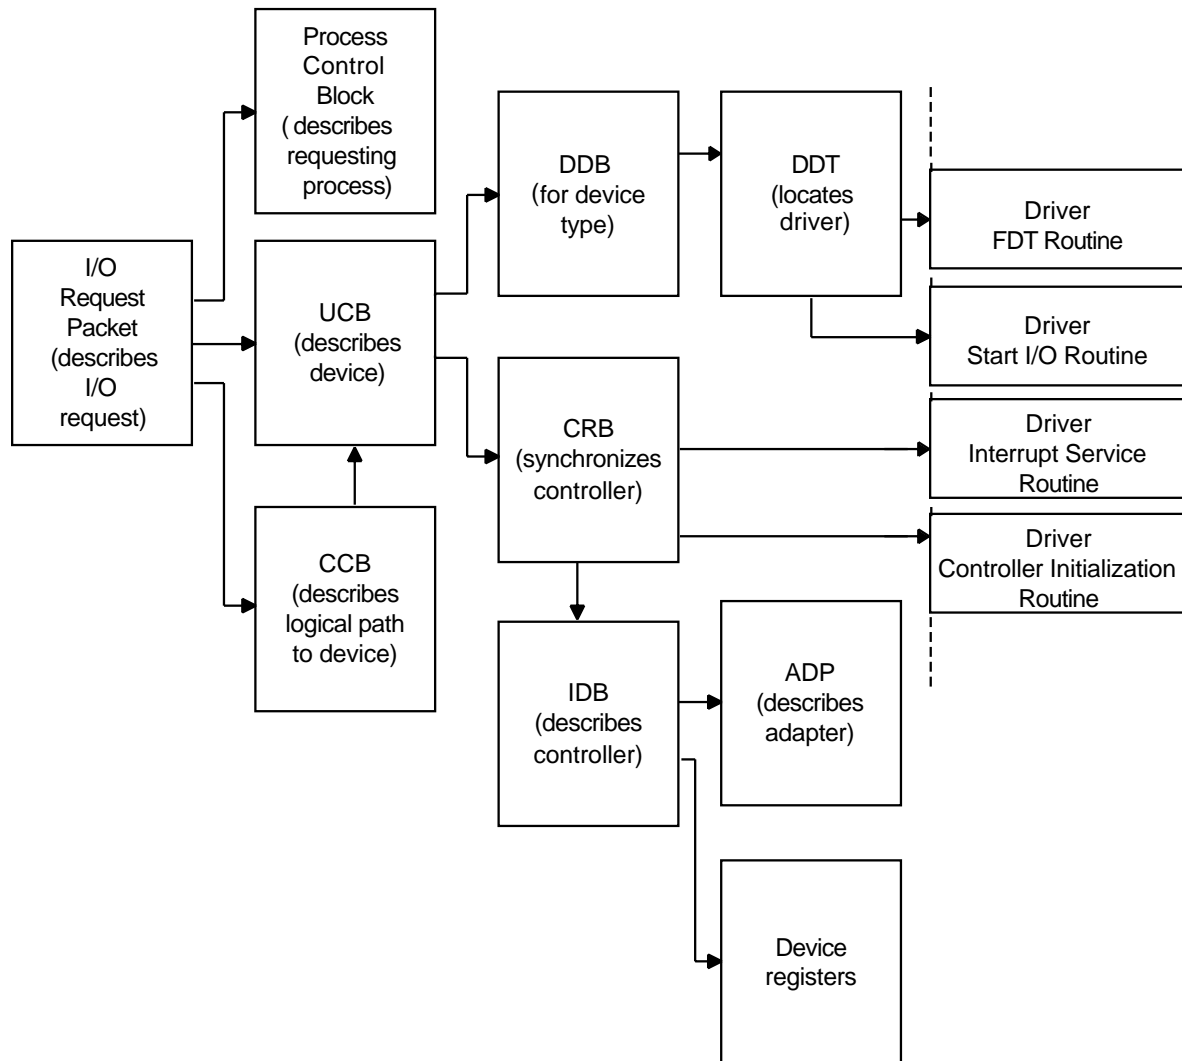 Process
Control
Block
( describes
requesting
process)
DDB
(for device
type)
DDT
(locates
driver)
Driver
FDT Routine
I/O
Request
Packet
(describes
I/O
request)
UCB
(describes
device)
Driver
Start I/O Routine
CRB
(synchronizes
controller)
Driver
Interrupt Service
Routine
CCB
(describes
logical path
to device)
Driver
Controller Initialization
Routine
IDB
(describes
controller)
ADP
(describes
adapter)
Device
registers